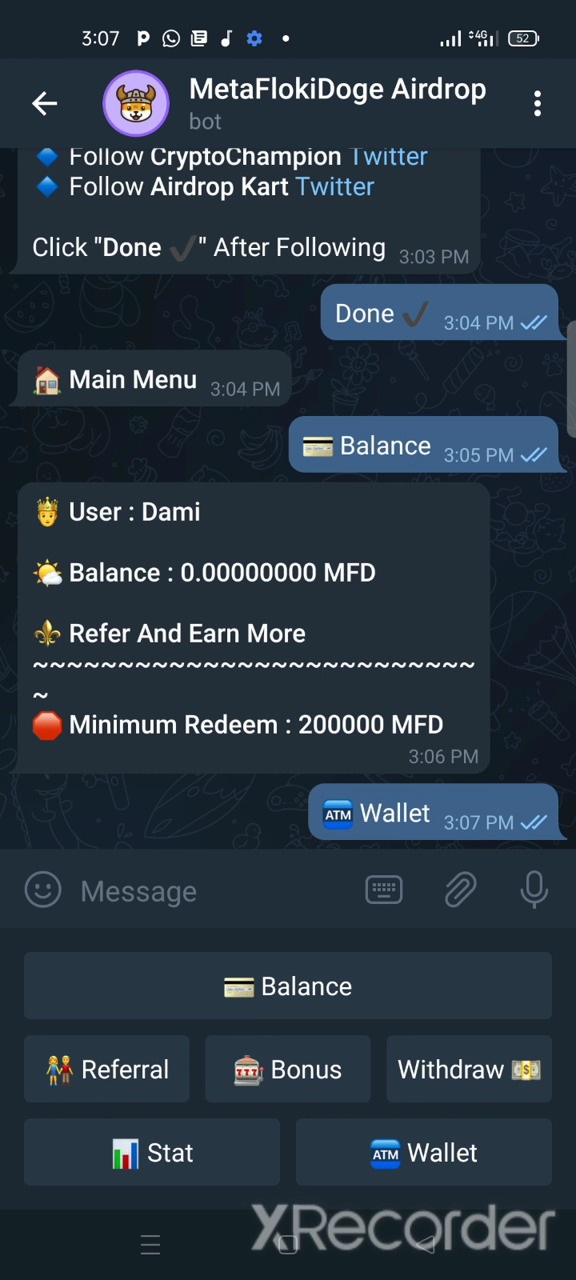 3:07
4G
52
MetaFlokiDoge Airdrop
bot
Follow CryptoChampion Twitter
Follow Airdrop Kart Twitter
Click "Done ✔️" After Following 3:03 PM
Done ✔️ 3:04 PM
Main Menu 3:04 PM
Balance 3:05 PM
User : Dami
Balance : 0.00000000 MFD
Refer And Earn More
~~~~~~~~~~~~~~~~~~~~~~~~~~
~
Minimum Redeem : 200000 MFD
3:06 PM
ATM Wallet 3:07 PM
Message
Balance
Referral Bonus Withdraw
Stat ATM Wallet
XRecorder